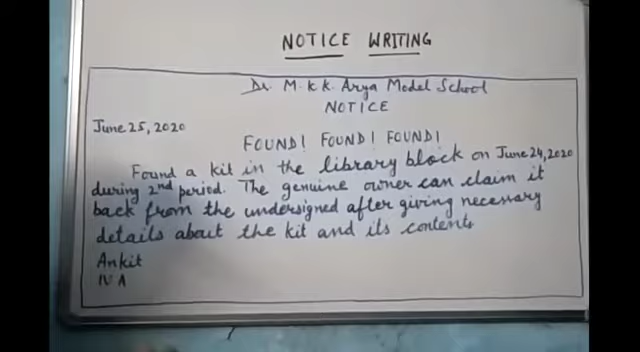 NOTICE WRITING
Dr. M. K. K. Arya Model School
NOTICE
June 25, 2020
FOUND! FOUND! FOUND!
Found a kit in the library block on June 24, 2020
during 2nd period. The genuine owner can claim it
back from the undersigned after giving necessary
details about the kit and its contents
Ankit
IV A